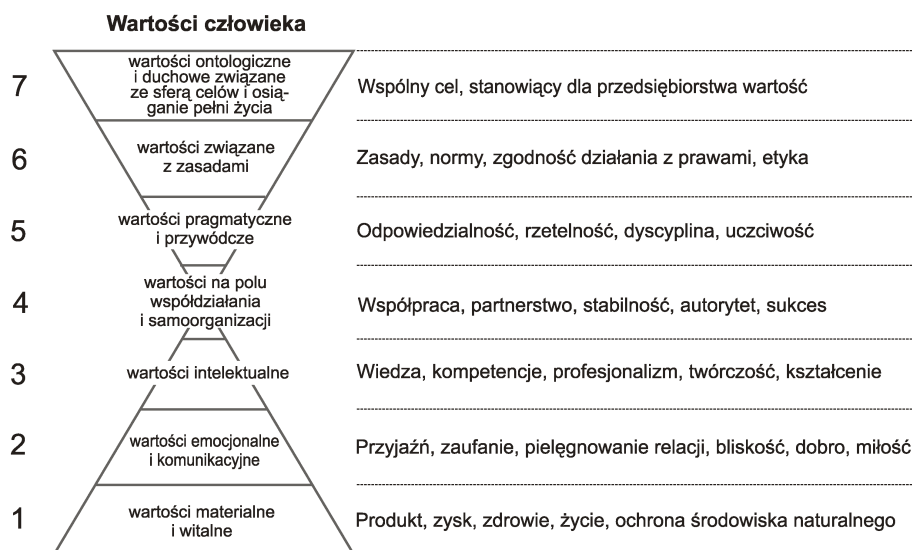 Wartości człowieka
7
wartości ontologiczne
i duchowe związane
ze sferą celów i osią-
ganie pełni życia
Wspólny cel, stanowiący dla przedsiębiorstwa wartość
6
wartości związane
z zasadami
Zasady, normy, zgodność działania z prawami, etyka
5
wartości pragmatyczne
i przywódcze
Odpowiedzialność, rzetelność, dyscyplina, uczciwość
4
wartości na polu
współdziałania
i samoorganizacji
Współpraca, partnerstwo, stabilność, autorytet, sukces
3
wartości intelektualne
Wiedza, kompetencje, profesjonalizm, twórczość, kształcenie
2
wartości emocjonalne
i komunikacyjne
Przyjaźń, zaufanie, pielęgnowanie relacji, bliskość, dobro, miłość
1
wartości materialne
i witalne
Produkt, zysk, zdrowie, życie, ochrona środowiska naturalnego